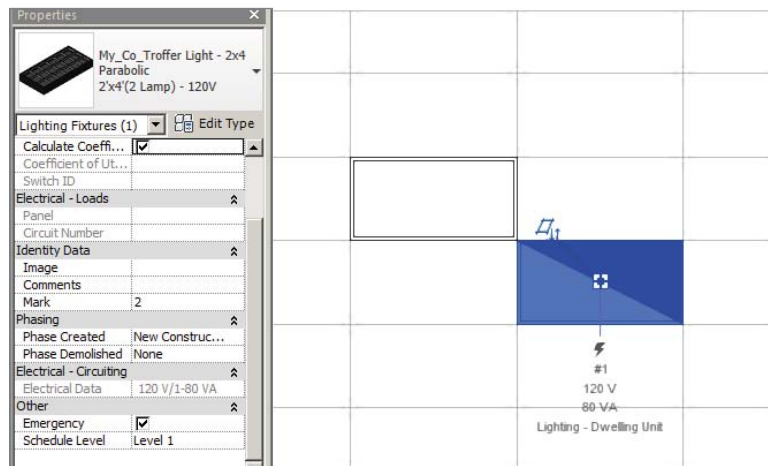 Properties
My_Co_Troffer Light - 2x4
Parabolic
2'x4'(2 Lamp) - 120V
Lighting Fixtures (1)
Edit Type
Calculate Coeffi...
Coefficient of Ut...
Switch ID
Electrical - Loads
Panel
Circuit Number
Identity Data
Image
Comments
Mark 2
Phasing
Phase Created New Construc...
Phase Demolished None
Electrical - Circuiting
Electrical Data 120 V/1-80 VA
Other
Emergency
Schedule Level Level 1
#1
120 V
80 VA
Lighting - Dwelling Unit